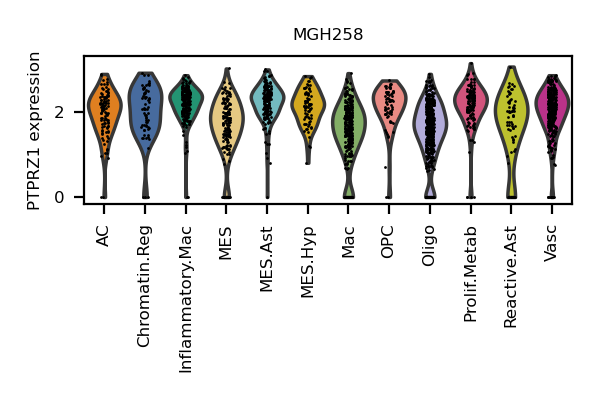 MGH258
PTPRZ1 expression
2
0
AC
Chromatin.Reg
Inflammatory.Mac
MES
MES.Ast
MES.Hyp
Mac
OPC
Oligo
Prolif.Metab
Reactive.Ast
Vasc